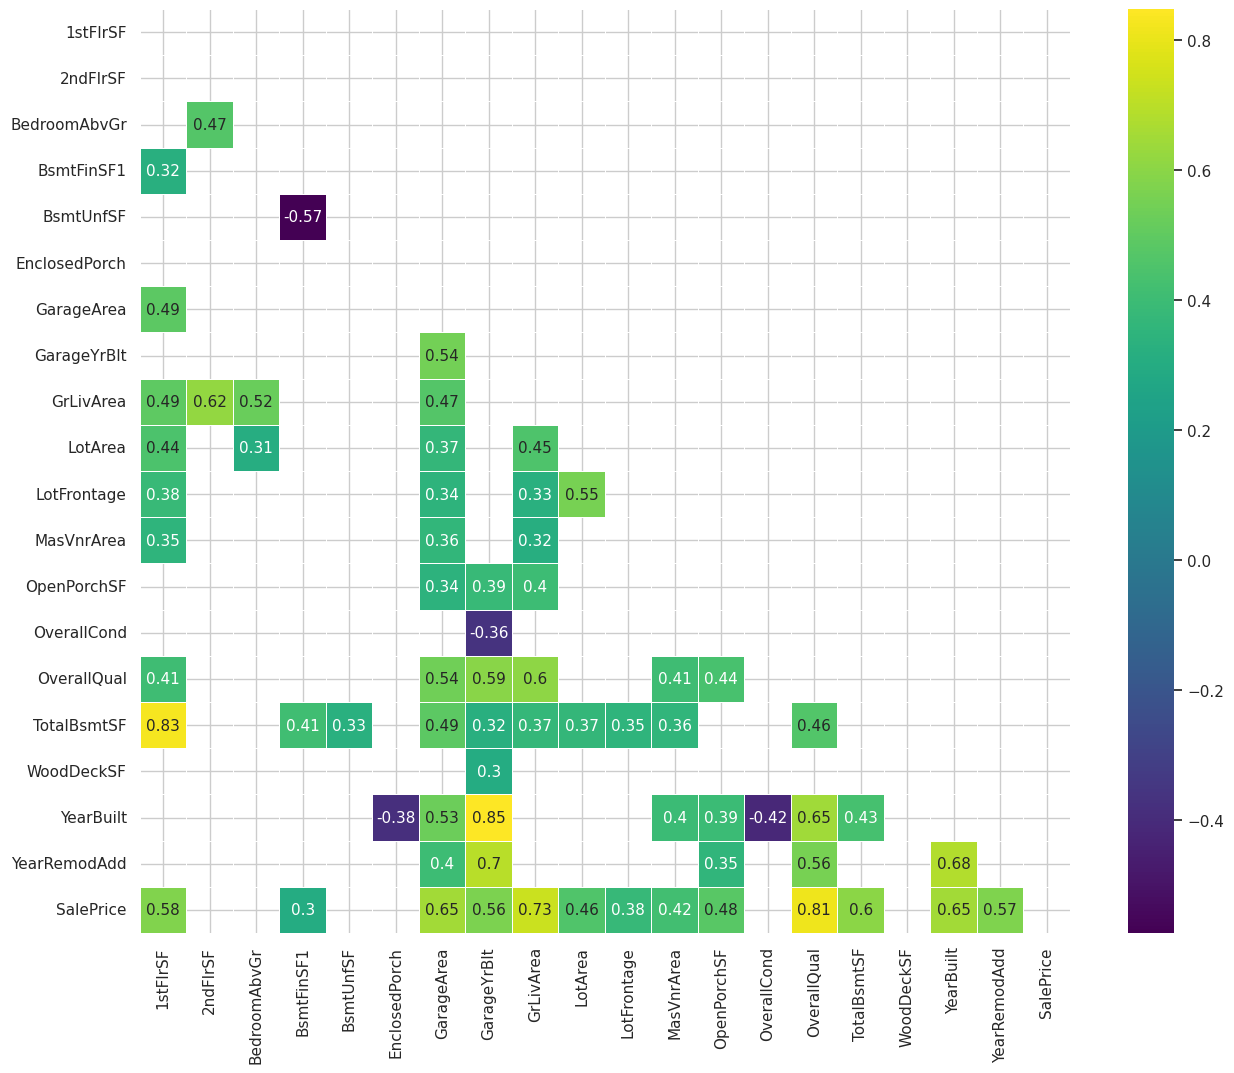 1stFlrSF
2ndFlrSF
BedroomAbvGr 0.47
BsmtFinSF1 0.32
BsmtUnfSF -0.57
EnclosedPorch
GarageArea 0.49
GarageYrBlt 0.54
GrLivArea 0.49 0.62 0.52 0.47
LotArea 0.44 0.31 0.37 0.45
LotFrontage 0.38 0.34 0.33 0.55
MasVnrArea 0.35 0.36 0.32
OpenPorchSF 0.34 0.39 0.4
OverallCond -0.36
OverallQual 0.41 0.54 0.59 0.6 0.41 0.44
TotalBsmtSF 0.83 0.41 0.33 0.49 0.32 0.37 0.37 0.35 0.36 0.46
WoodDeckSF 0.3
YearBuilt -0.38 0.53 0.85 0.4 0.39 -0.42 0.65 0.43
YearRemodAdd 0.4 0.7 0.35 0.56 0.68
SalePrice 0.58 0.3 0.65 0.56 0.73 0.46 0.38 0.42 0.48 0.81 0.6 0.65 0.57
1stFlrSF
2ndFlrSF
BedroomAbvGr
BsmtFinSF1
BsmtUnfSF
EnclosedPorch
GarageArea
GarageYrBlt
GrLivArea
LotArea
LotFrontage
MasVnrArea
OpenPorchSF
OverallCond
OverallQual
TotalBsmtSF
WoodDeckSF
YearBuilt
YearRemodAdd
SalePrice
0.8
0.6
0.4
0.2
0.0
−0.2
−0.4